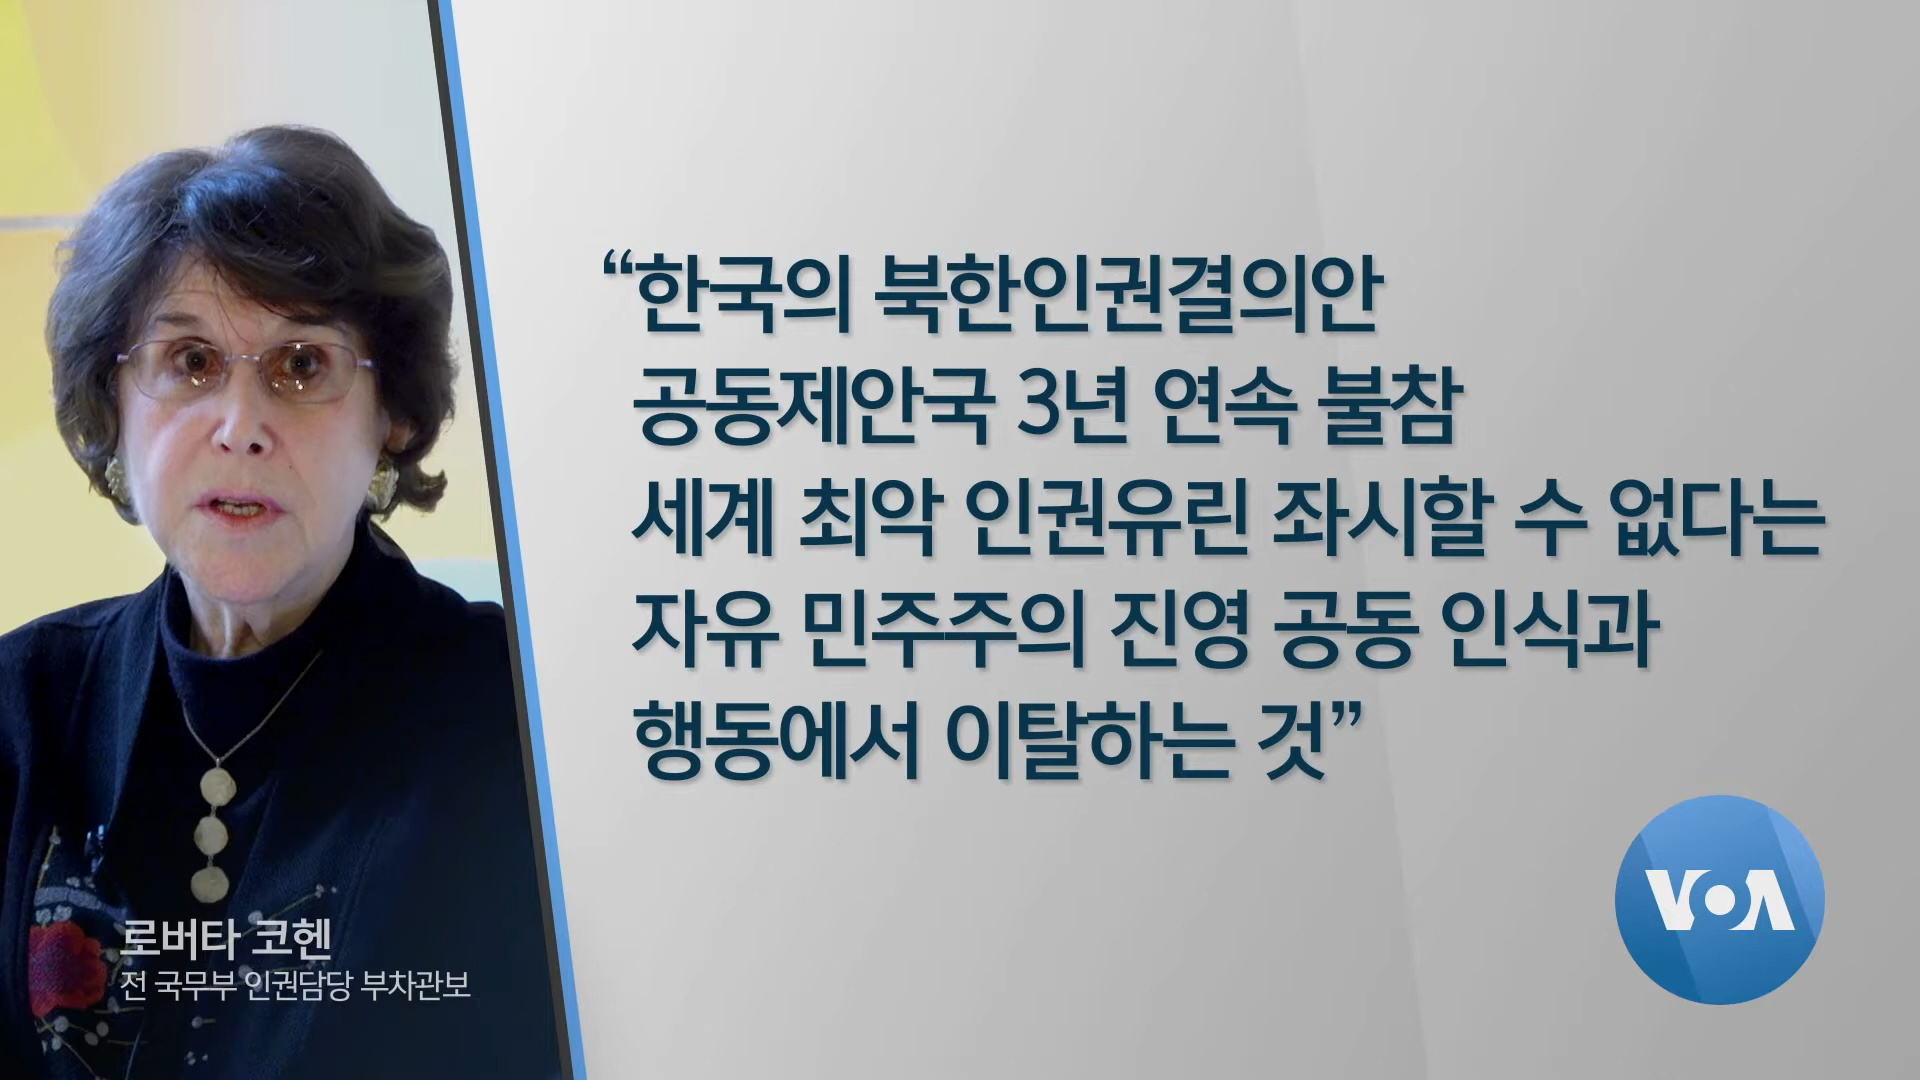 “한국의 북한인권결의안
공동제안국 3년 연속 불참
세계 최악 인권유린 좌시할 수 없다는
자유 민주주의 진영 공동 인식과
행동에서 이탈하는 것”
로버타 코헨
전 국무부 인권담당 부차관보
VOA